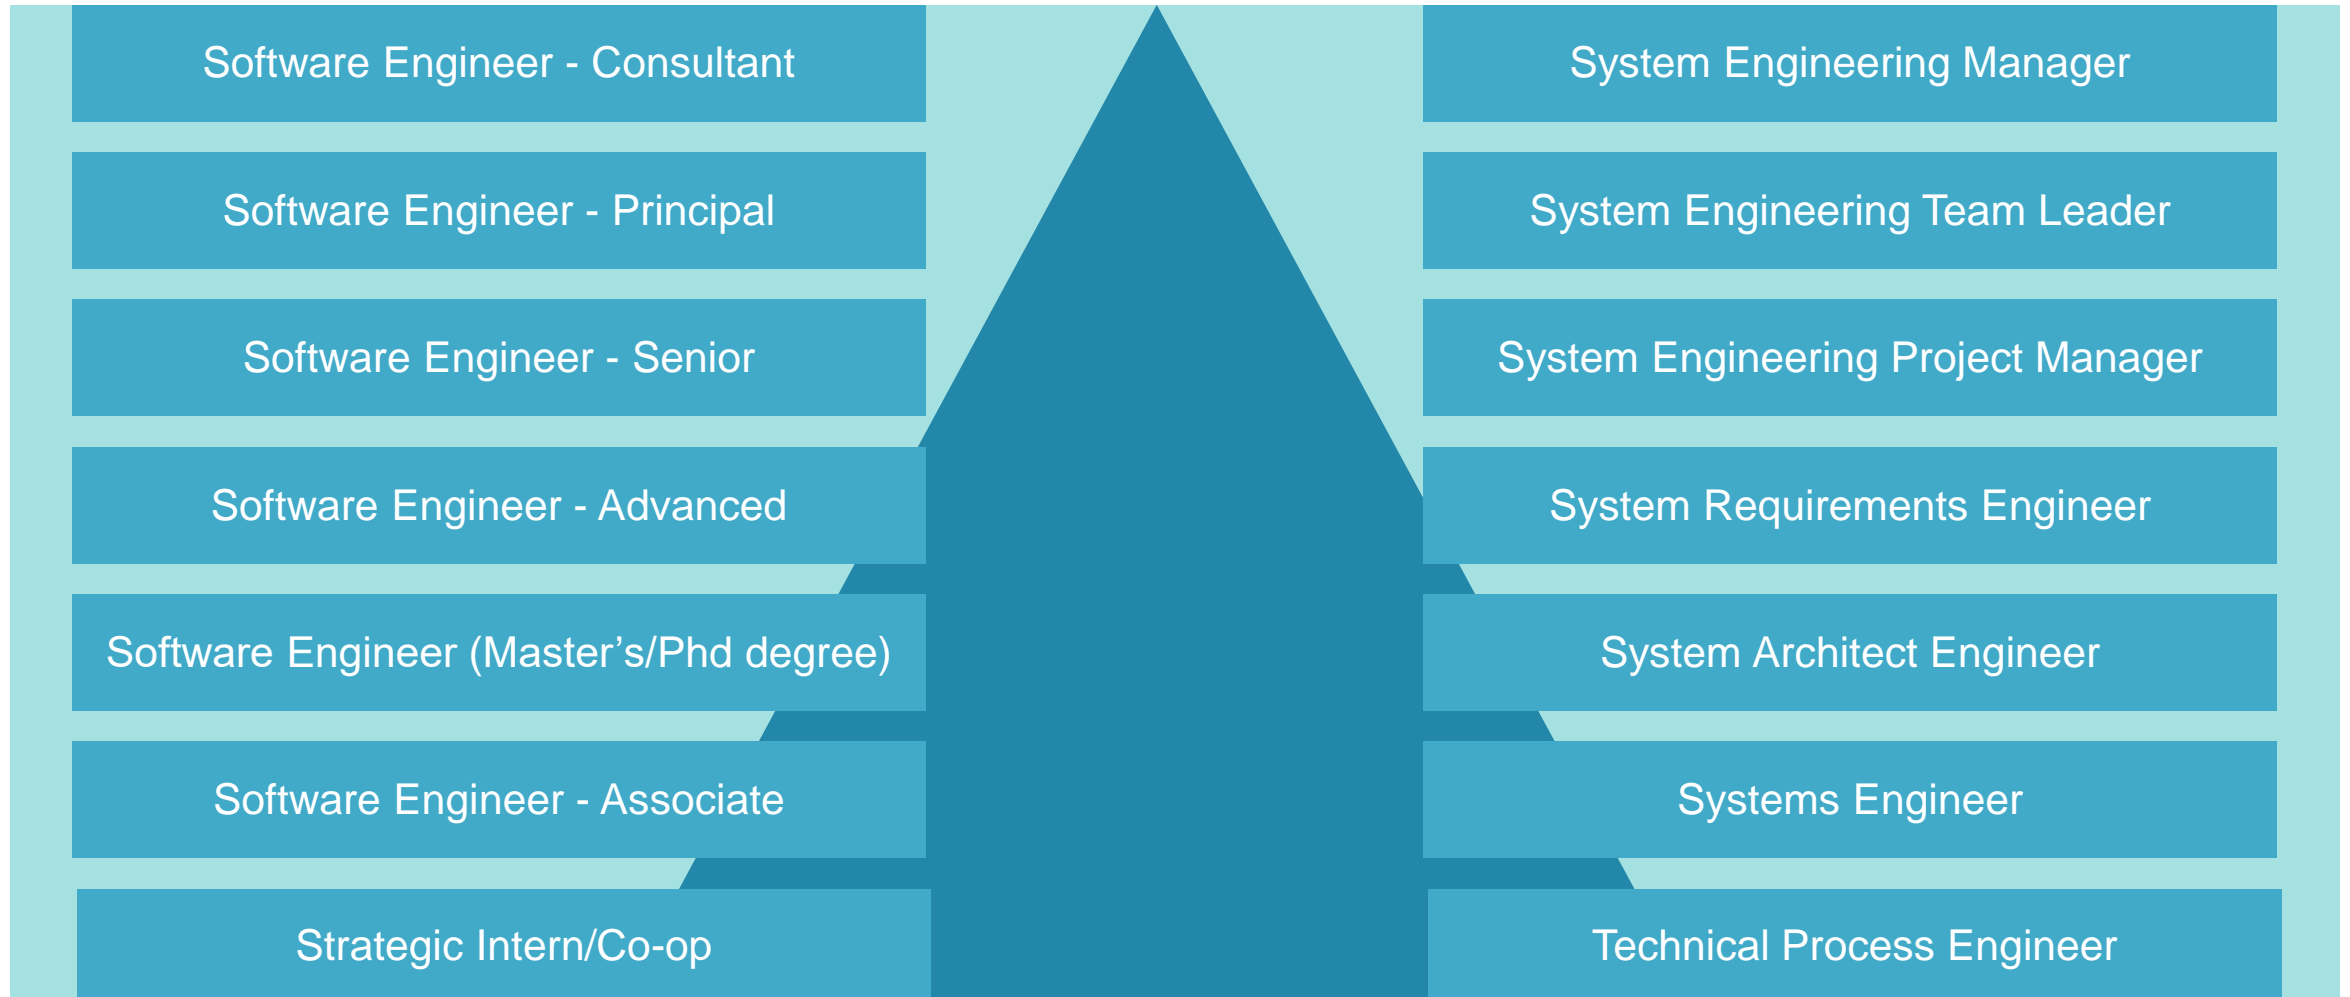 Software Engineer - Consultant
Software Engineer - Principal
Software Engineer - Senior
Software Engineer - Advanced
Software Engineer (Master’s/Phd degree)
Software Engineer - Associate
Strategic Intern/Co-op
System Engineering Manager
System Engineering Team Leader
System Engineering Project Manager
System Requirements Engineer
System Architect Engineer
Systems Engineer
Technical Process Engineer